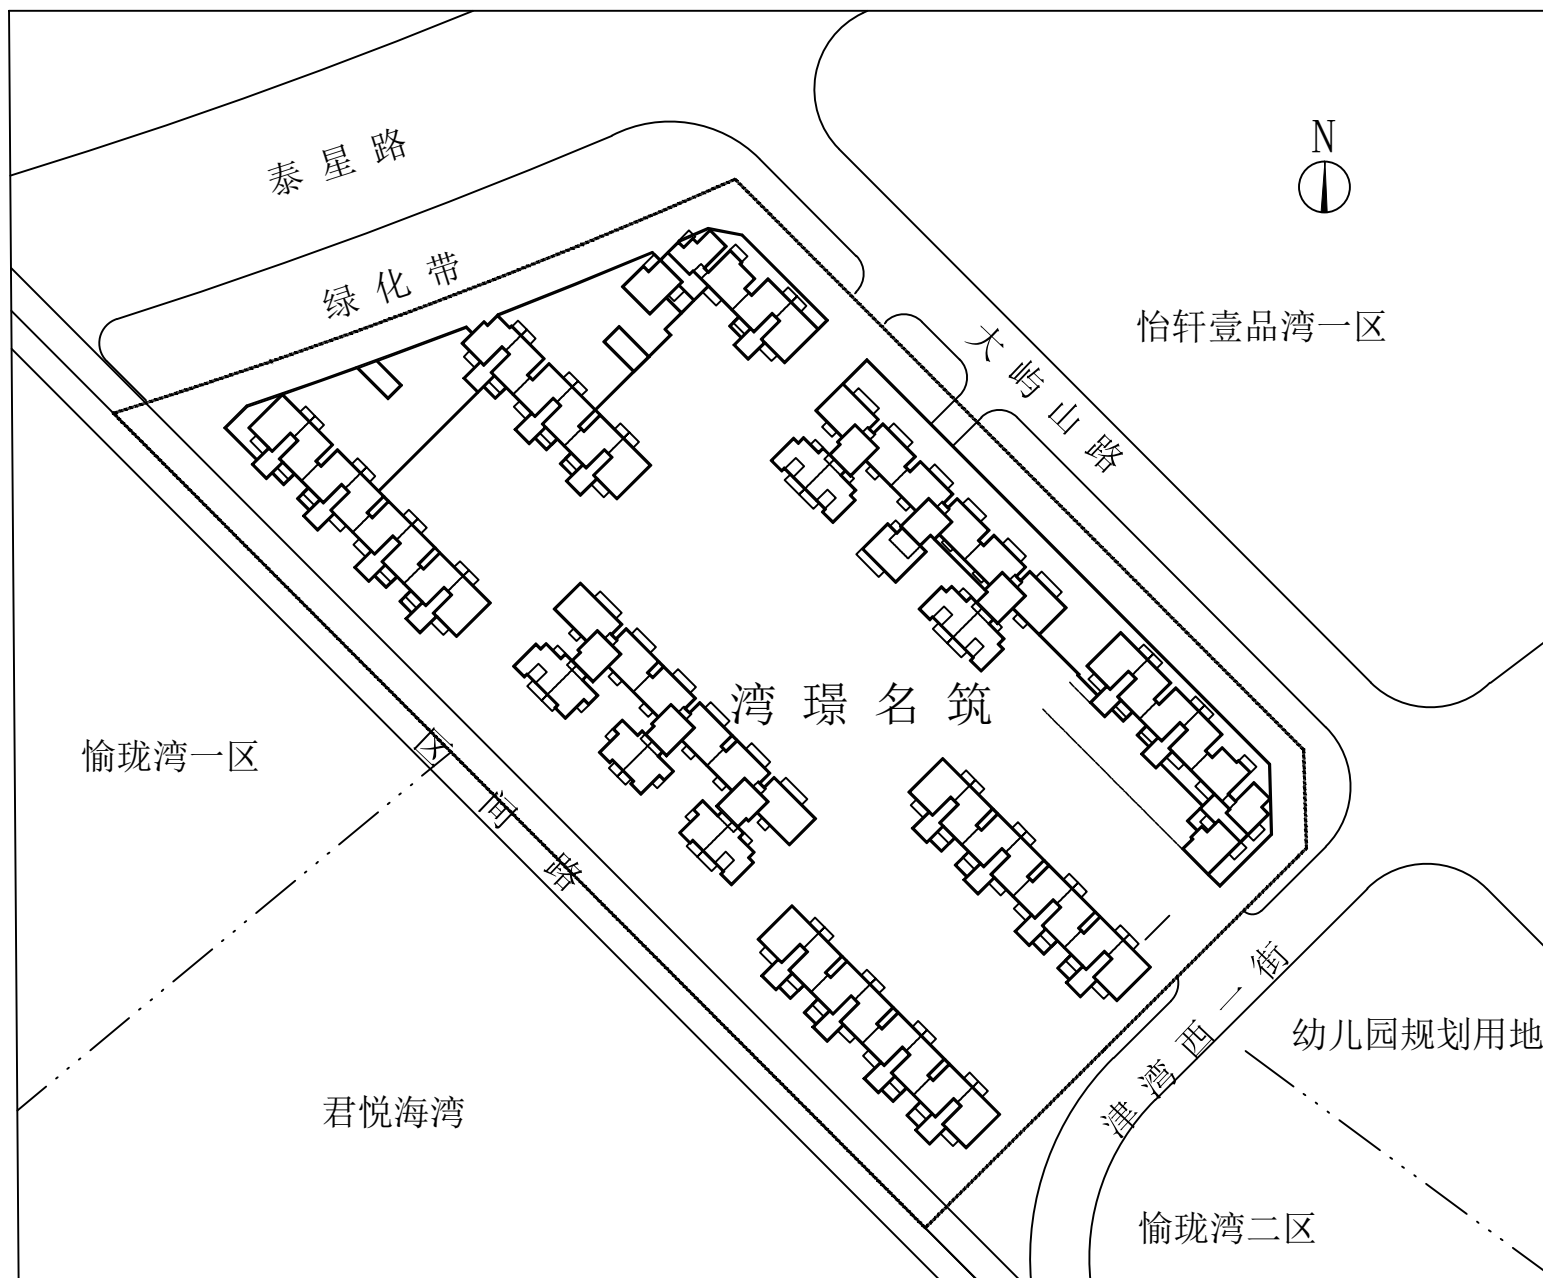 泰星路
N
绿化带
怡轩壹品湾一区
大屿山路
湾璟名筑
愉珑湾一区
区间路
津湾西一街
幼儿园规划用地
君悦海湾
愉珑湾二区